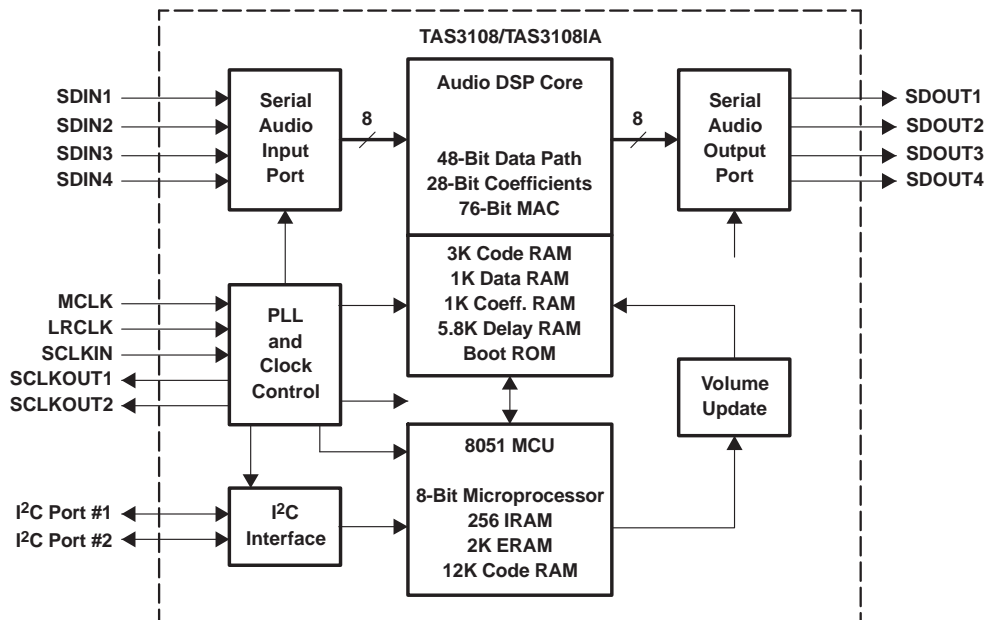 TAS3108/TAS3108IA
SDIN1
SDIN2
SDIN3
SDIN4
Serial
Audio
Input
Port
8
Audio DSP Core
48-Bit Data Path
28-Bit Coefficients
76-Bit MAC
8
Serial
Audio
Output
Port
SDOUT1
SDOUT2
SDOUT3
SDOUT4
3K Code RAM
1K Data RAM
1K Coeff. RAM
5.8K Delay RAM
Boot ROM
MCLK
LRCLK
SCLKIN
SCLKOUT1
SCLKOUT2
PLL
and
Clock
Control
Volume
Update
8051 MCU
8-Bit Microprocessor
256 IRAM
2K ERAM
12K Code RAM
I²C Port #1
I²C Port #2
I²C
Interface